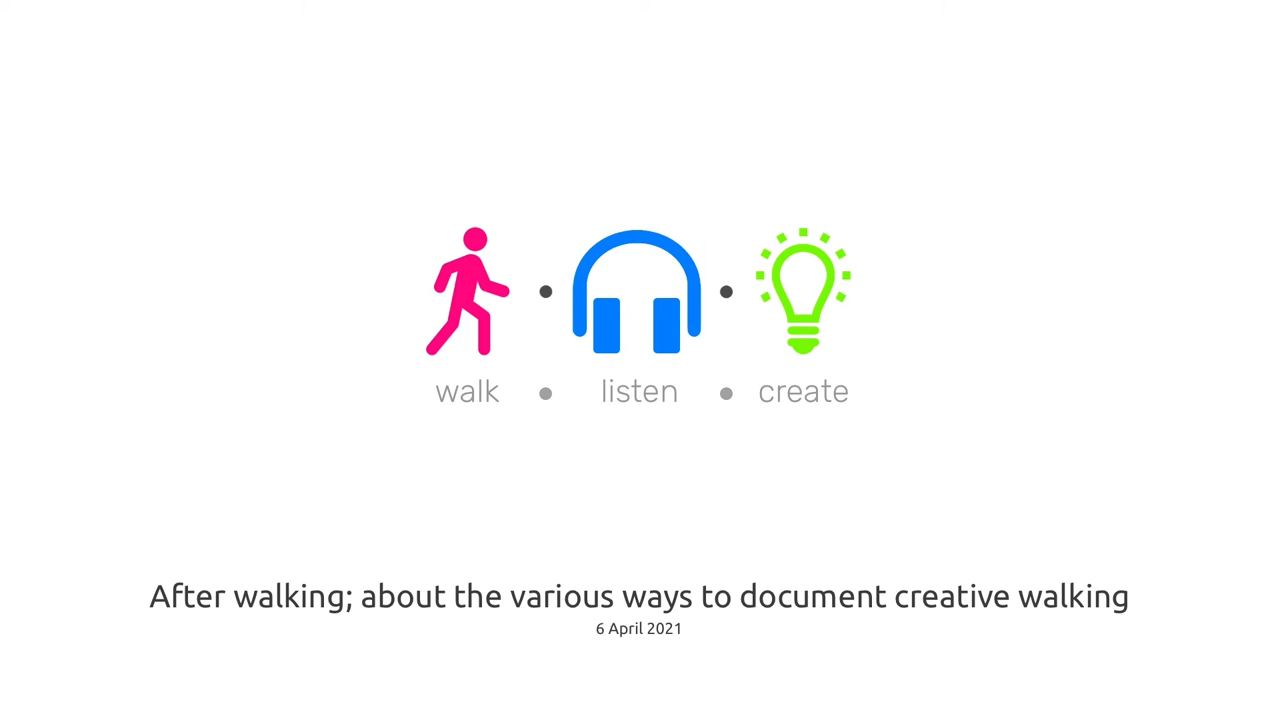 walk • listen • create
After walking; about the various ways to document creative walking
6 April 2021